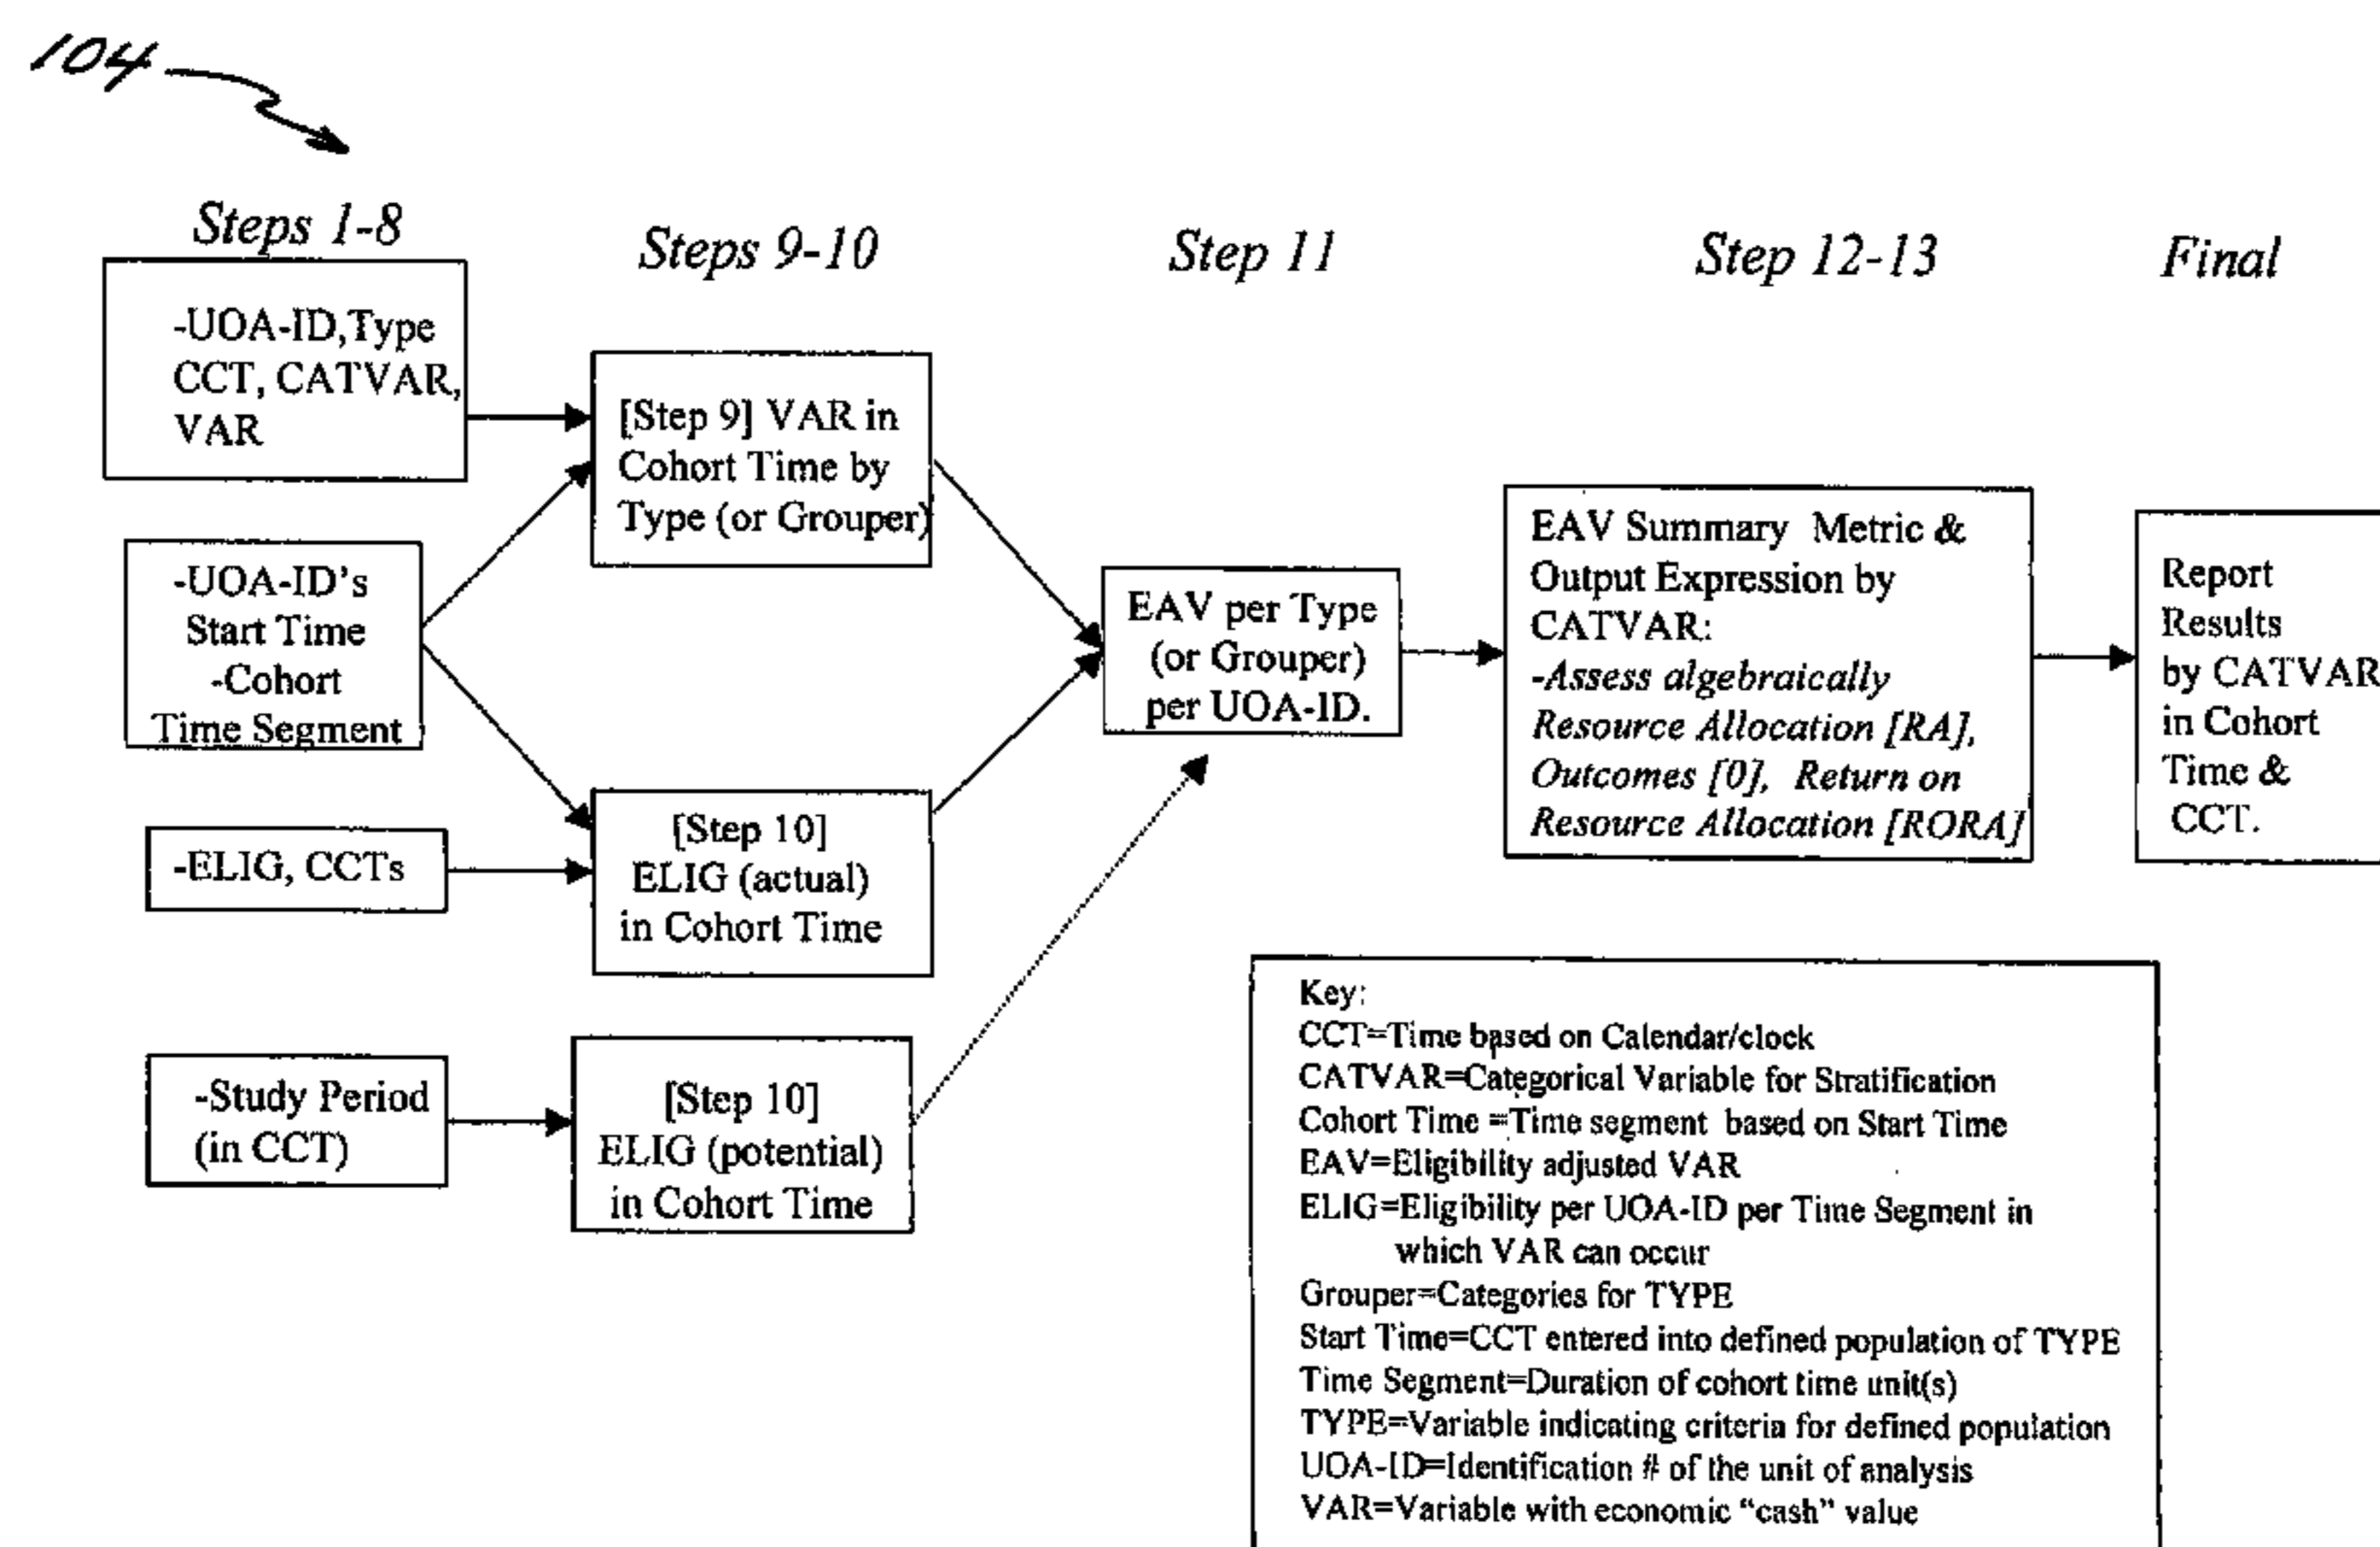 104
Steps 1-8
Steps 9-10
Step 11
Step 12-13
Final
-UOA-ID,Type
CCT, CATVAR,
VAR
-UOA-ID's
Start Time
-Cohort
Time Segment
-ELIG, CCTs
-Study Period
(in CCT)
[Step 9] VAR in
Cohort Time by
Type (or Grouper)
[Step 10]
ELIG (actual)
in Cohort Time
[Step 10]
ELIG (potential)
in Cohort Time
EAV per Type
(or Grouper)
per UOA-ID.
EAV Summary Metric &
Output Expression by
CATVAR:
-Assess algebraically
Resource Allocation [RA],
Outcomes [0], Return on
Resource Allocation [RORA]
Report
Results
by CATVAR
in Cohort
Time &
CCT.
Key:
CCT=Time based on Calendar/clock
CATVAR=Categorical Variable for Stratification
Cohort Time =Time segment based on Start Time
EAV=Eligibility adjusted VAR
ELIG=Eligibility per UOA-ID per Time Segment in
which VAR can occur
Grouper=Categories for TYPE
Start Time=CCT entered into defined population of TYPE
Time Segment=Duration of cohort time unit(s)
TYPE=Variable indicating criteria for defined population
UOA-ID=Identification # of the unit of analysis
VAR=Variable with economic “cash” value